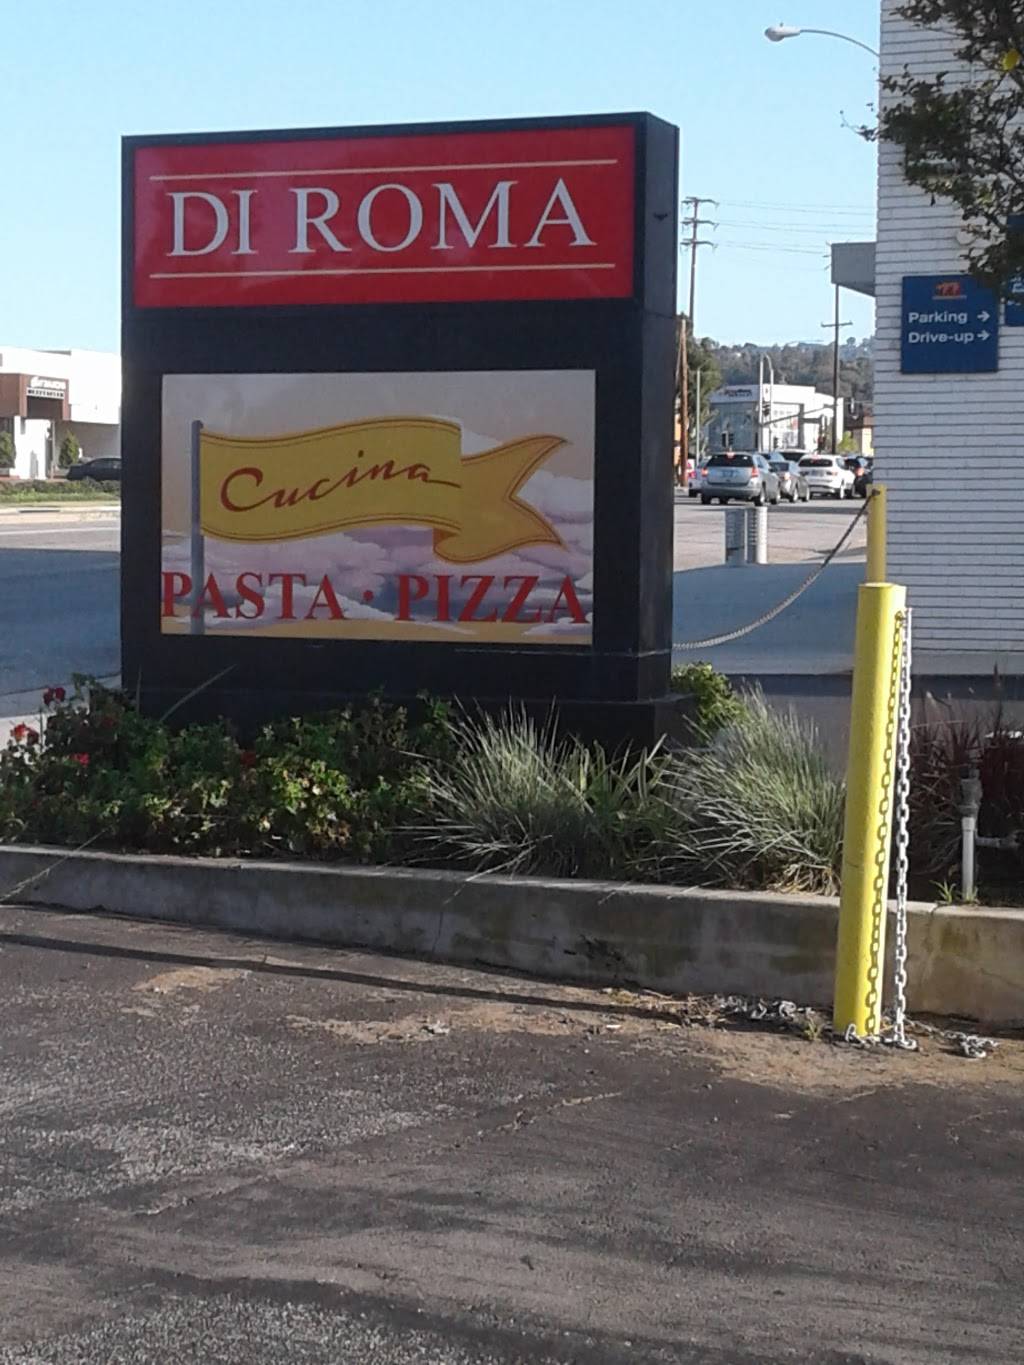 DI ROMA
Cucina
PASTA · PIZZA
Parking →
Drive-up →